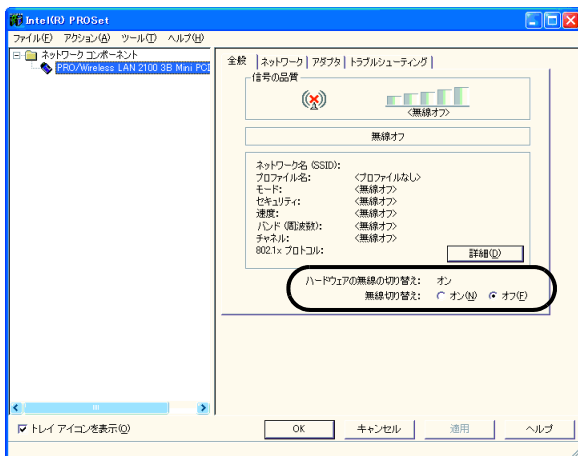 Intel(R) PROSet
ファイル(F) アクション(A) ツール(T) ヘルプ(H)
ネットワーク コンポーネント
PRO/Wireless LAN 2100 3B Mini PCI
全般 ネットワーク アダプタ トラブルシューティング
信号の品質
<無線オフ>
無線オフ
ネットワーク名 (SSID):
プロファイル名: <プロファイルなし>
モード: <無線オフ>
セキュリティ: <無線オフ>
速度: <無線オフ>
バンド (周波数): <無線オフ>
チャネル: <無線オフ>
802.1x プロトコル:
詳細(D)
ハードウェアの無線の切り替え: オン
無線切り替え: オン(N) オフ(F)
トレイ アイコンを表示(O)
OK キャンセル 適用 ヘルプ